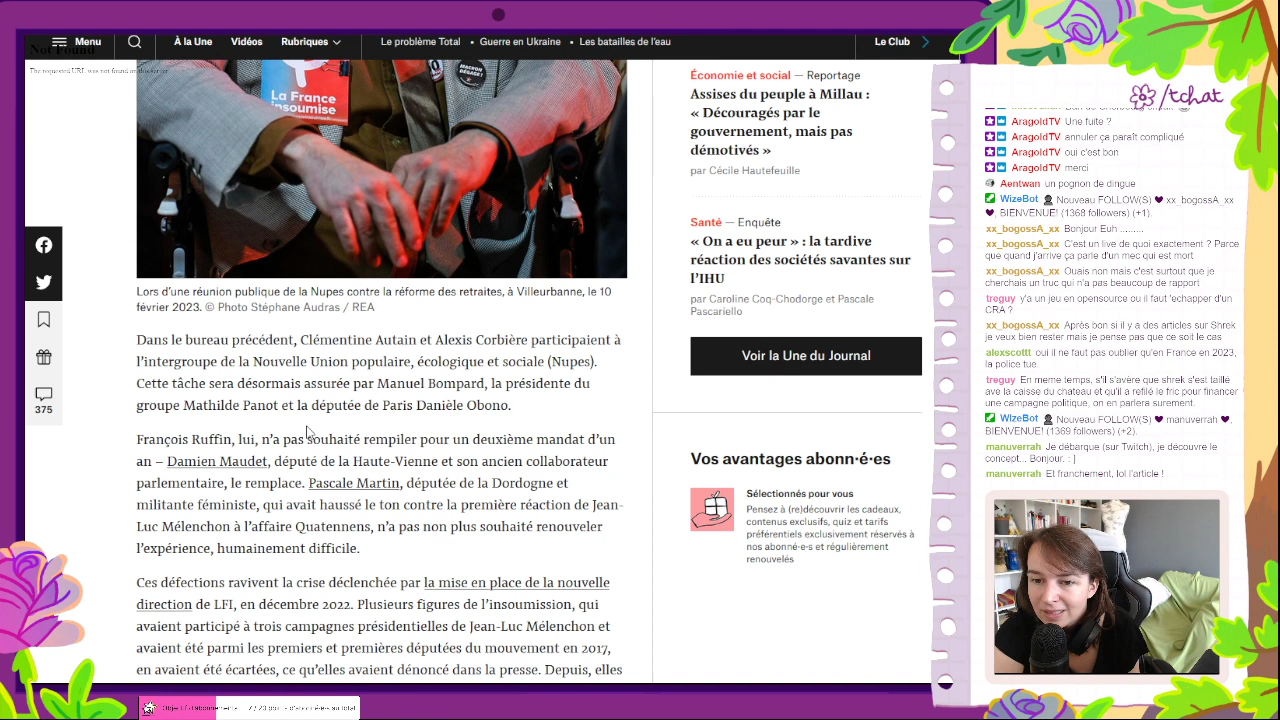 Not Found
The requested URL was not found on this server
Menu
À la Une
Vidéos
Rubriques
Le problème Total
• Guerre en Ukraine
• Les batailles de l'eau
Le Club
La France
insoumise
MACRON
DÉGAGE !
375
Lors d'une réunion publique de la Nupes contre la réforme des retraites, à Villeurbanne, le 10
février 2023. © Photo Stéphane Audras / REA
Dans le bureau précédent, Clémentine Autain et Alexis Corbière participaient à
l'intergroupe de la Nouvelle Union populaire, écologique et sociale (Nupes).
Cette tâche sera désormais assurée par Manuel Bompard, la présidente du
groupe Mathilde Panot et la députée de Paris Danièle Obono.
François Ruffin, lui, n'a pas souhaité rempiler pour un deuxième mandat d'un
an – Damien Maudet, député de la Haute-Vienne et son ancien collaborateur
parlementaire, le remplace. Pascale Martin, députée de la Dordogne et
militante féministe, qui avait haussé le ton contre la première réaction de Jean-
Luc Mélenchon à l'affaire Quatennens, n'a pas non plus souhaité renouveler
l'expérience, humainement difficile.
Ces défections ravivent la crise déclenchée par la mise en place de la nouvelle
direction de LFI, en décembre 2022. Plusieurs figures de l'insoumission, qui
avaient participé à trois campagnes présidentielles de Jean-Luc Mélenchon et
avaient été parmi les premiers et premières députées du mouvement en 2017,
en avaient été écartées, ce qu'elles avaient dénoncé dans la presse. Depuis, elles
Économie et social — Reportage
Assises du peuple à Millau :
« Découragés par le
gouvernement, mais pas
démotivés »
par Cécile Hautefeuille
Santé — Enquête
« On a eu peur » : la tardive
réaction des sociétés savantes sur
l'IHU
par Caroline Coq-Chodorge et Pascale
Pascariello
Voir la Une du Journal
Vos avantages abonn·é·es
Sélectionnés pour vous
Pensez à (re)découvrir les cadeaux,
contenus exclusifs, quiz et tarifs
préférentiels exclusivement réservés à
nos abonné·e·s et régulièrement
renouvelés
/tchat
AragoldTV Une fuite ?
AragoldTV annuler ça paraît compliqué
AragoldTV oui c'est bon
AragoldTV merci
Aentwan un pognon de dingue
WizeBot Nouveau FOLLOW(S) ♥ xx_bogossA_xx
♥, BIENVENUE! (1368 followers) (+1).
xx_bogossA_xx Bonjour Euh ........
xx_bogossA_xx C'est un live de quoi exactement ? Parce
que quand j'arrive ça parle d'un mec qui est mort
xx_bogossA_xx Ouais non mais c'est surtout que je
cherchais un truc qui n'a pas beaucoup de rapport
treguy y'a un jeu en opensource ou il faut 'echapper d'un
CRA ?
xx_bogossA_xx Après bon si il y a des articles sur Shrek
je veux bien rester mais je pense pas que ce soit le cas
alexscottt oui il ne faut pas oublier qu'en France en 2023,
la police tue.
treguy En meme temps, s'il s'avère que shrek s'est taillé
ave la caisse du chateau et qu'il a refilé le fric pour financer
une campagne politique, on en parlera surement.
WizeBot Nouveau FOLLOW(S) ♥ manuverrah ♥,
BIENVENUE! (1369 followers) (+2).
manuverrah Je débarque (sur Twitch), je découvre le
concept... Bonjour. : ]
manuverrah Et franchement, lol l'article !